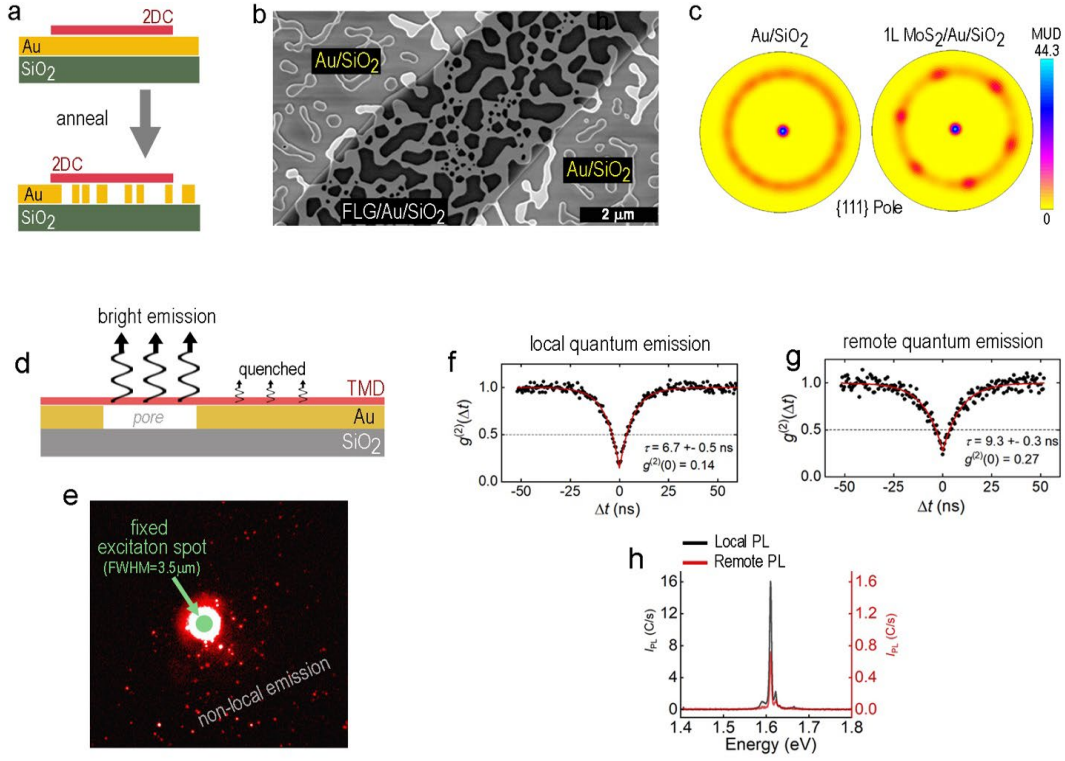 a
2DC
Au
SiO2
anneal
2DC
Au
SiO2
b
h
Au/SiO2
Au/SiO2
FLG/Au/SiO2
2 μm
c
Au/SiO2
1L MoS2/Au/SiO2
MUD
44.3
0
{111} Pole
d
bright emission
quenched
TMD
pore
Au
SiO2
e
fixed
excitaton spot
(FWHM=3.5μm)
non-local emission
f
local quantum emission
g(2)(Δt)
1.0
0.5
0.0
τ = 6.7 +- 0.5 ns
g(2)(0) = 0.14
-50 -25 0 25 50
Δt (ns)
g
remote quantum emission
g(2)(Δt)
1.0
0.5
0.0
τ = 9.3 +- 0.3 ns
g(2)(0) = 0.27
-50 -25 0 25 50
Δt (ns)
h
Local PL
Remote PL
IPL (C/s)
16
12
8
4
0
1.6
1.2
0.8
0.4
0.0
IPL (C/s)
1.4 1.5 1.6 1.7 1.8
Energy (eV)